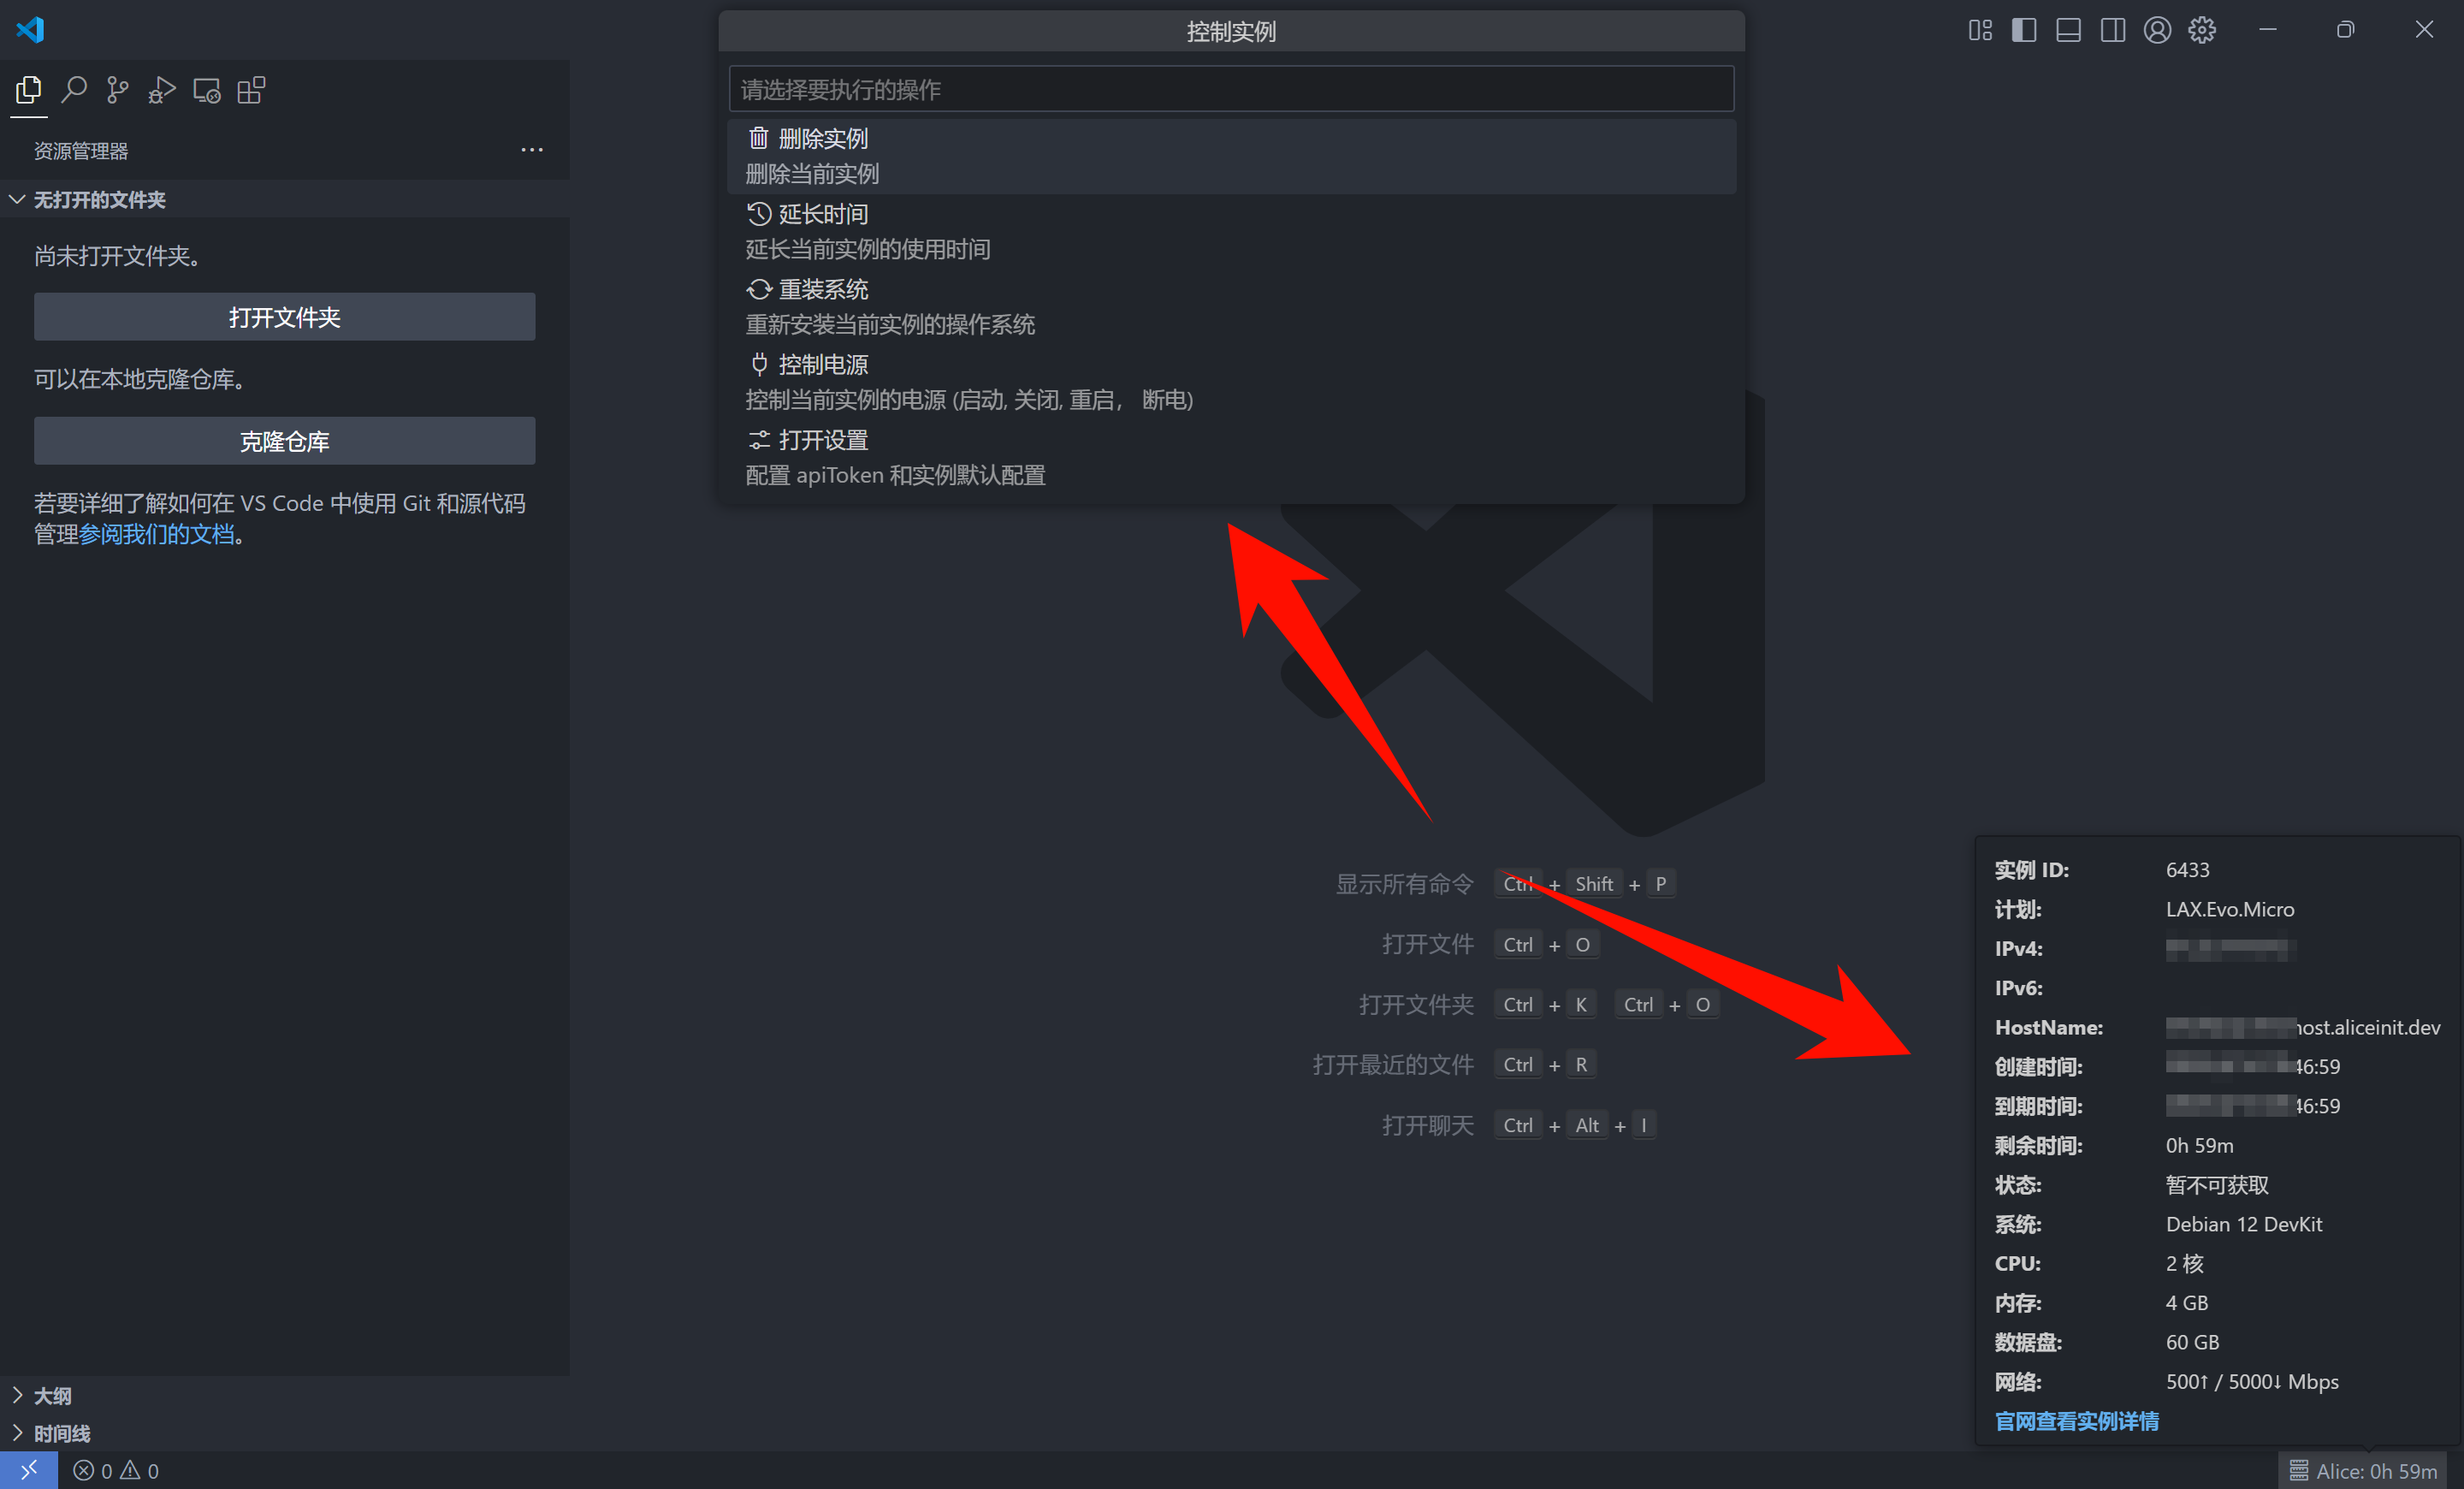 控制实例
请选择要执行的操作
删除实例
删除当前实例
延长时间
延长当前实例的使用时间
重装系统
重新安装当前实例的操作系统
控制电源
控制当前实例的电源 (启动, 关闭, 重启， 断电)
打开设置
配置 apiToken 和实例默认配置
资源管理器
无打开的文件夹
尚未打开文件夹。
打开文件夹
可以在本地克隆仓库。
克隆仓库
若要详细了解如何在 VS Code 中使用 Git 和源代码
管理参阅我们的文档。
大纲
时间线
显示所有命令 Ctrl + Shift + P
打开文件 Ctrl + O
打开文件夹 Ctrl + K Ctrl + O
打开最近的文件 Ctrl + R
打开聊天 Ctrl + Alt + I
实例 ID: 6433
计划: LAX.Evo.Micro
IPv4:
IPv6:
HostName: host.aliceinit.dev
创建时间: 46:59
到期时间: 46:59
剩余时间: 0h 59m
状态: 暂不可获取
系统: Debian 12 DevKit
CPU: 2 核
内存: 4 GB
数据盘: 60 GB
网络: 500↑ / 5000↓ Mbps
官网查看实例详情
0 0
Alice: 0h 59m